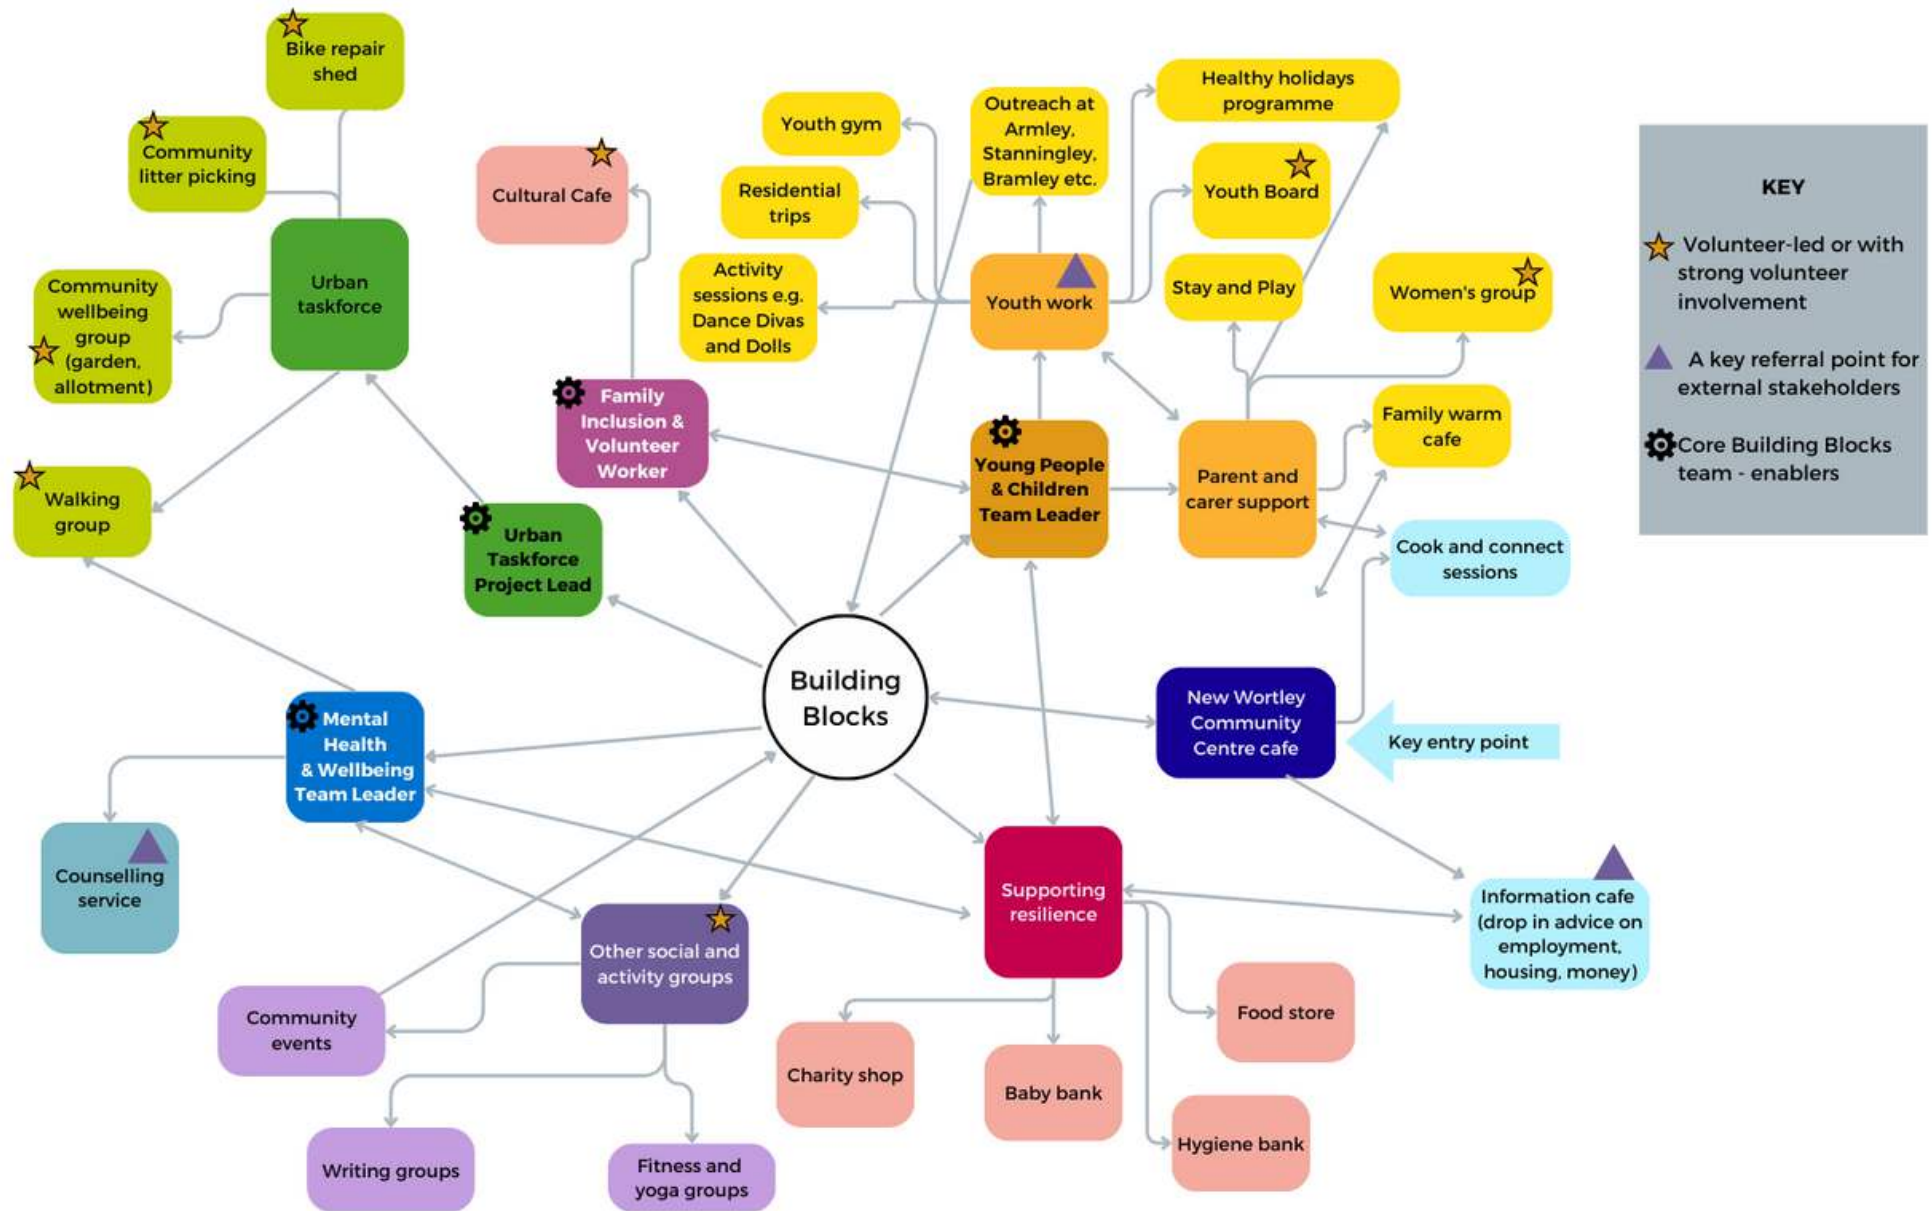 Bike repair
shed
Community
litter picking
Community
wellbeing
group
(garden,
allotment)
Urban
taskforce
Walking
group
Cultural Cafe
Family
Inclusion &
Volunteer
Worker
Urban
Taskforce
Project Lead
Youth gym
Residential
trips
Activity
sessions e.g.
Dance Divas
and Dolls
Outreach at
Armley,
Stanningley,
Bramley etc.
Healthy holidays
programme
Youth Board
Youth work
Stay and Play
Women's group
Family warm
cafe
Young People
& Children
Team Leader
Parent and
carer support
Cook and connect
sessions
KEY
Volunteer-led or with
strong volunteer
involvement
A key referral point for
external stakeholders
Core Building Blocks
team - enablers
Building
Blocks
New Wortley
Community
Centre cafe
Key entry point
Mental
Health
& Wellbeing
Team Leader
Counselling
service
Other social and
activity groups
Community
events
Writing groups
Fitness and
yoga groups
Supporting
resilience
Information cafe
(drop in advice on
employment,
housing, money)
Food store
Charity shop
Baby bank
Hygiene bank